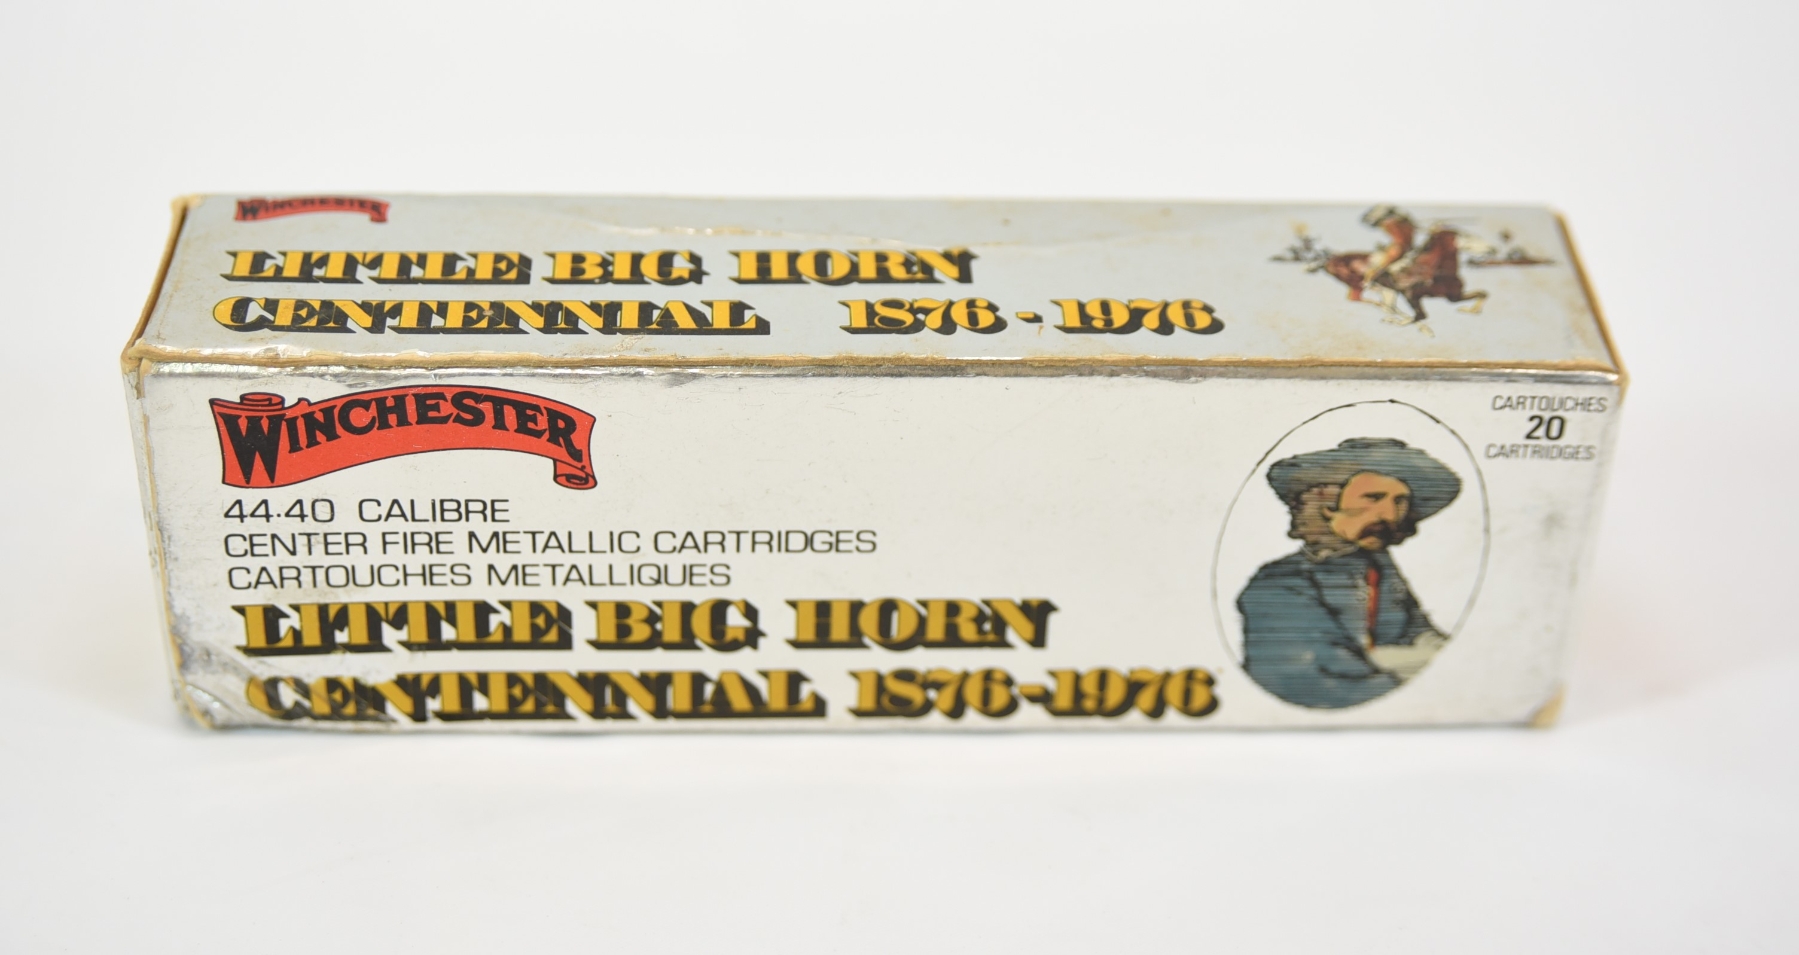 WINCHESTER
LITTLE BIG HORN
CENTENNIAL 1876-1976
WINCHESTER
44·40 CALIBRE
CENTER FIRE METALLIC CARTRIDGES
CARTOUCHES METALLIQUES
LITTLE BIG HORN
CENTENNIAL 1876-1976
CARTOUCHES
20
CARTRIDGES